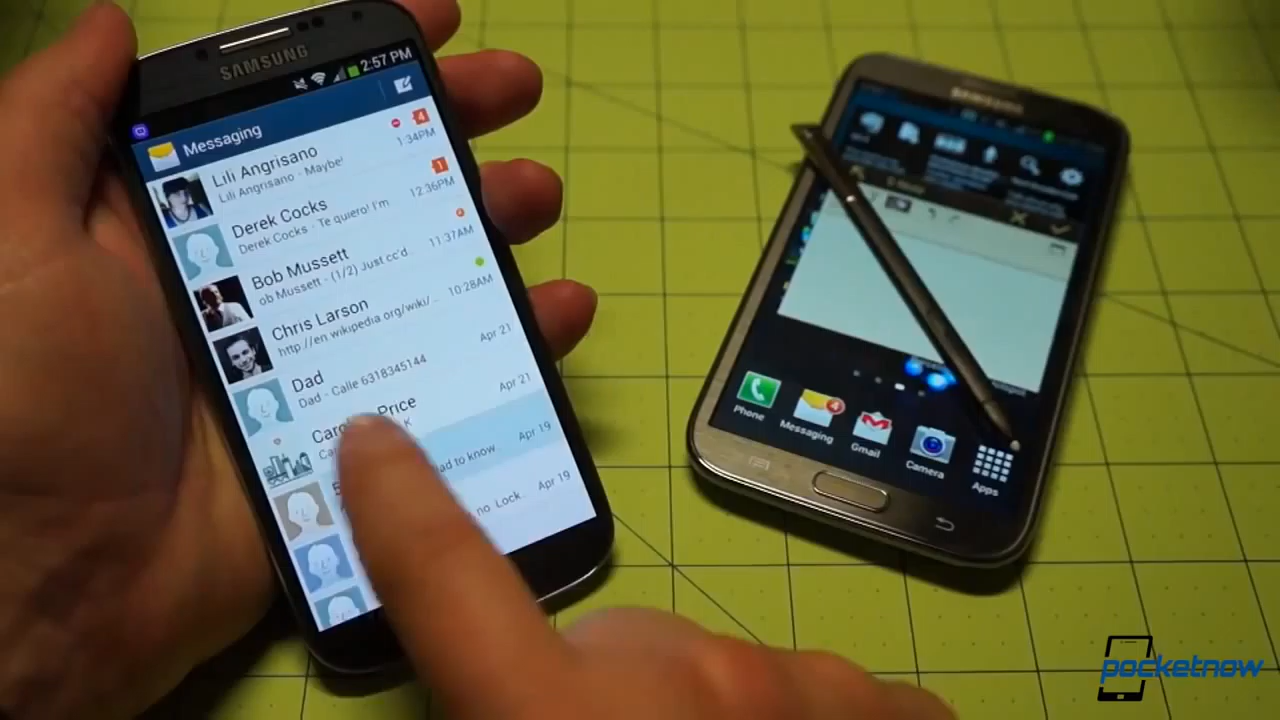 SAMSUNG
2:57 PM
Messaging
Lili Angrisano
4
Lili Angrisano - Maybe!
1:34PM
Derek Cocks
1
Derek Cocks - Te quiero! I'm
12:36PM
Bob Mussett
ob Mussett - (1/2) Just cc'd
11:37AM
Chris Larson
http://en.wikipedia.org/wiki/...
10:28AM
Dad
Dad - Calle 6318345144
Apr 21
Price
K
Apr 21
ad to know
Apr 19
no Lock
Apr 19
SAMSUNG
Phone
Messaging
4
Gmail
Camera
Apps
pocketnow